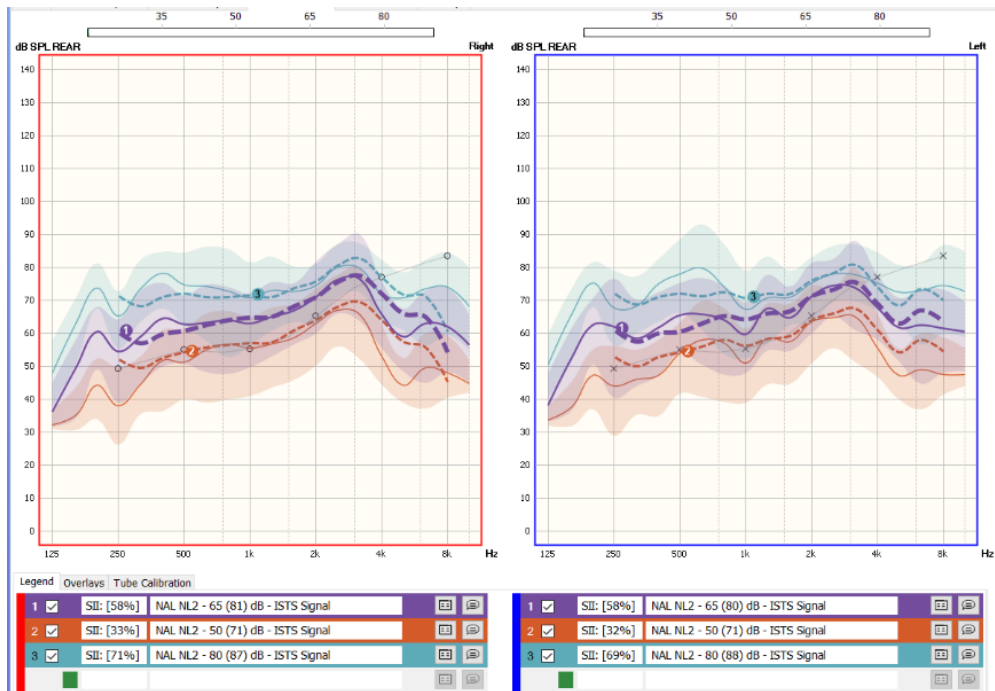 35 50 65 80
35 50 65 80
dB SPL REAR Right
dB SPL REAR Left
140
130
120
110
100
90
80
70
60
50
40
30
20
10
0
125 250 500 1k 2k 4k 8k Hz
1
2
3
140
130
120
110
100
90
80
70
60
50
40
30
20
10
0
125 250 500 1k 2k 4k 8k Hz
1
2
3
Legend Overlays Tube Calibration
1 SII: [58%] NAL NL2 - 65 (81) dB - ISTS Signal
2 SII: [33%] NAL NL2 - 50 (71) dB - ISTS Signal
3 SII: [71%] NAL NL2 - 80 (87) dB - ISTS Signal
1 SII: [58%] NAL NL2 - 65 (80) dB - ISTS Signal
2 SII: [32%] NAL NL2 - 50 (71) dB - ISTS Signal
3 SII: [69%] NAL NL2 - 80 (88) dB - ISTS Signal